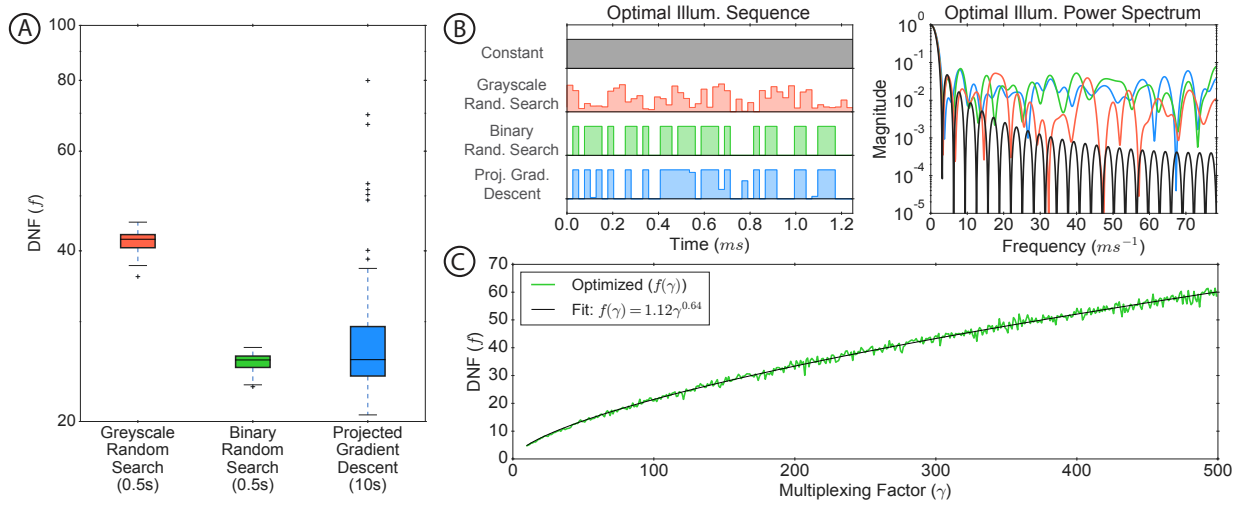 A
100
80
60
40
20
DNF (f)
Greyscale
Random
Search
(0.5s)
Binary
Random
Search
(0.5s)
Projected
Gradient
Descent
(10s)
B
Optimal Illum. Sequence
Constant
Greyscale
Rand. Search
Binary
Rand. Search
Proj. Grad.
Descent
0.0 0.2 0.4 0.6 0.8 1.0 1.2
Time (ms)
Optimal Illum. Power Spectrum
10^0
10^-1
10^-2
10^-3
10^-4
10^-5
Magnitude
0 10 20 30 40 50 60 70
Frequency (ms^-1)
C
70
60
50
40
30
20
10
0
DNF (f)
Optimized (f(γ))
Fit: f(γ) = 1.12γ^0.64
100 200 300 400 500
Multiplexing Factor (γ)